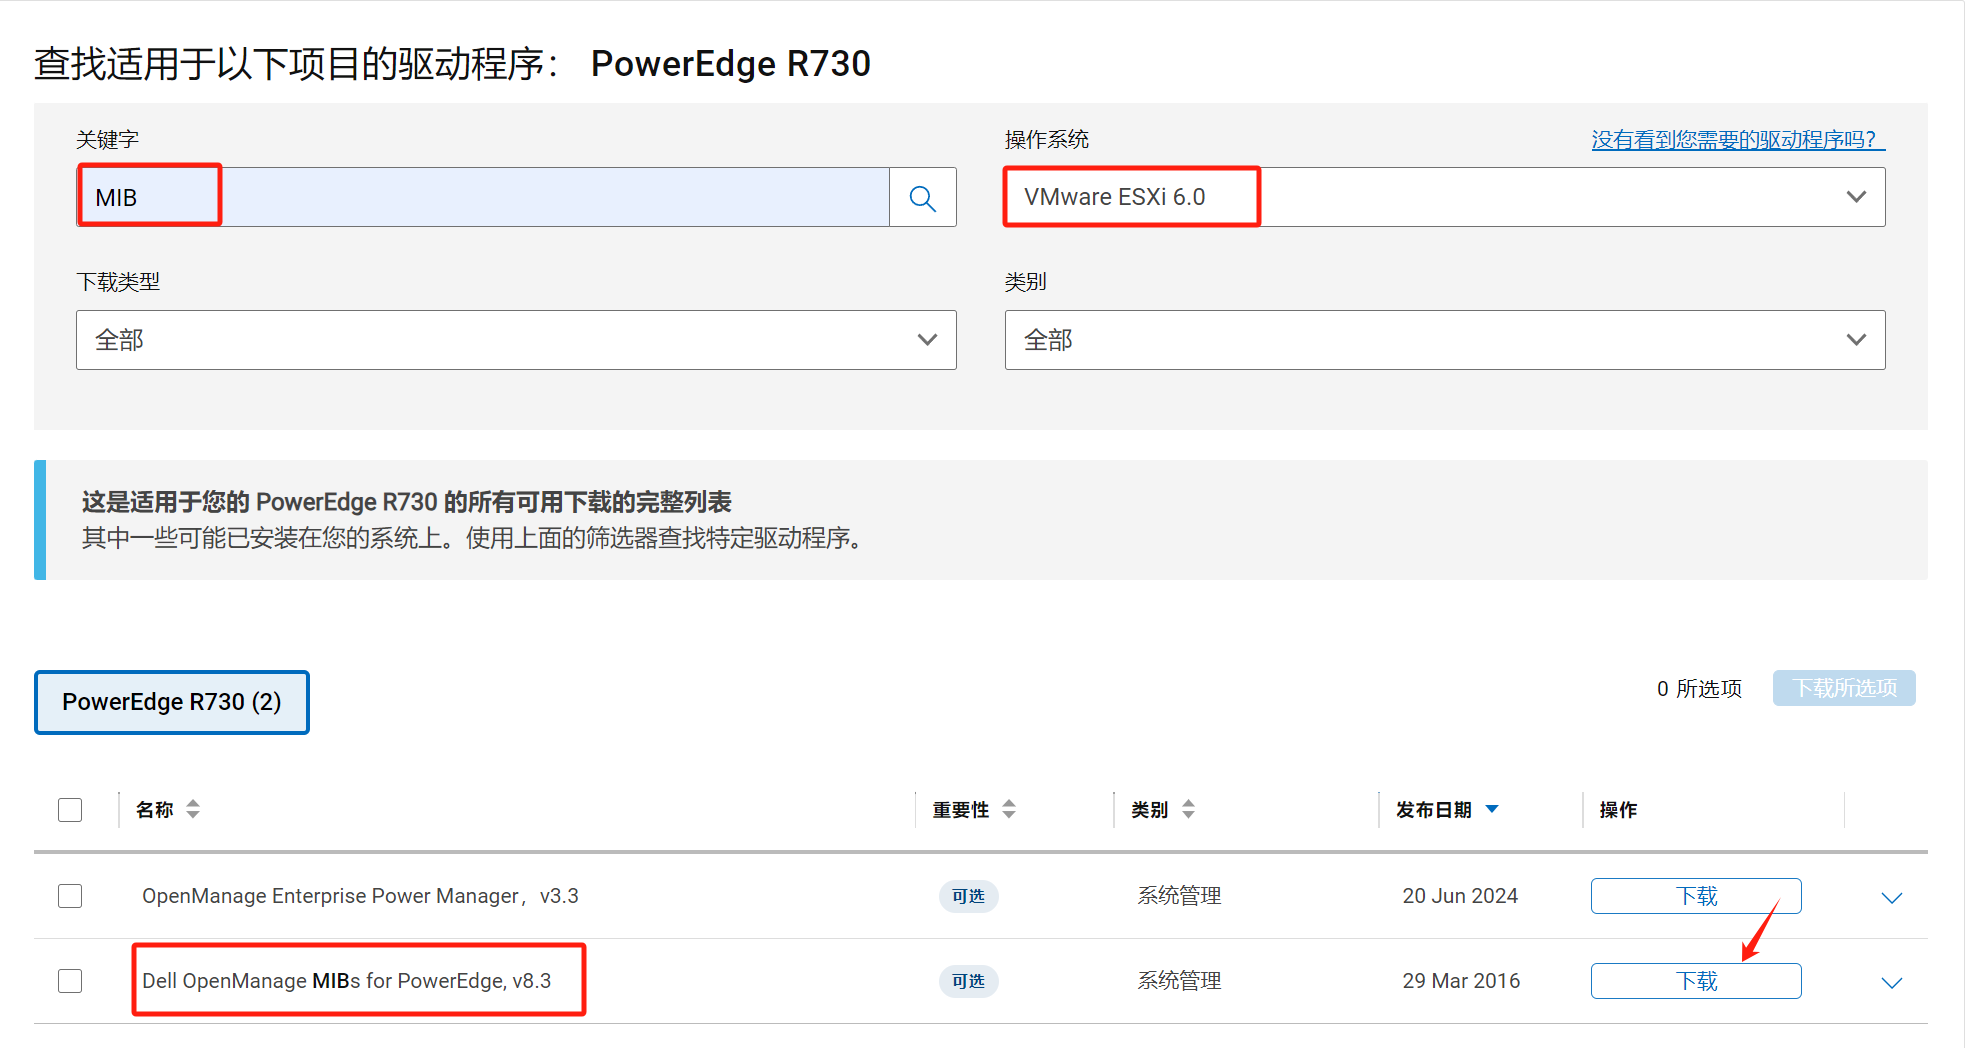 查找适用于以下项目的驱动程序： PowerEdge R730
关键字
操作系统
没有看到您需要的驱动程序吗？
MIB
VMware ESXi 6.0
下载类型
类别
全部
全部
这是适用于您的 PowerEdge R730 的所有可用下载的完整列表
其中一些可能已安装在您的系统上。使用上面的筛选器查找特定驱动程序。
PowerEdge R730 (2)
0 所选项
下载所选项
名称
重要性
类别
发布日期
操作
OpenManage Enterprise Power Manager，v3.3
可选
系统管理
20 Jun 2024
下载
Dell OpenManage MIBs for PowerEdge, v8.3
可选
系统管理
29 Mar 2016
下载